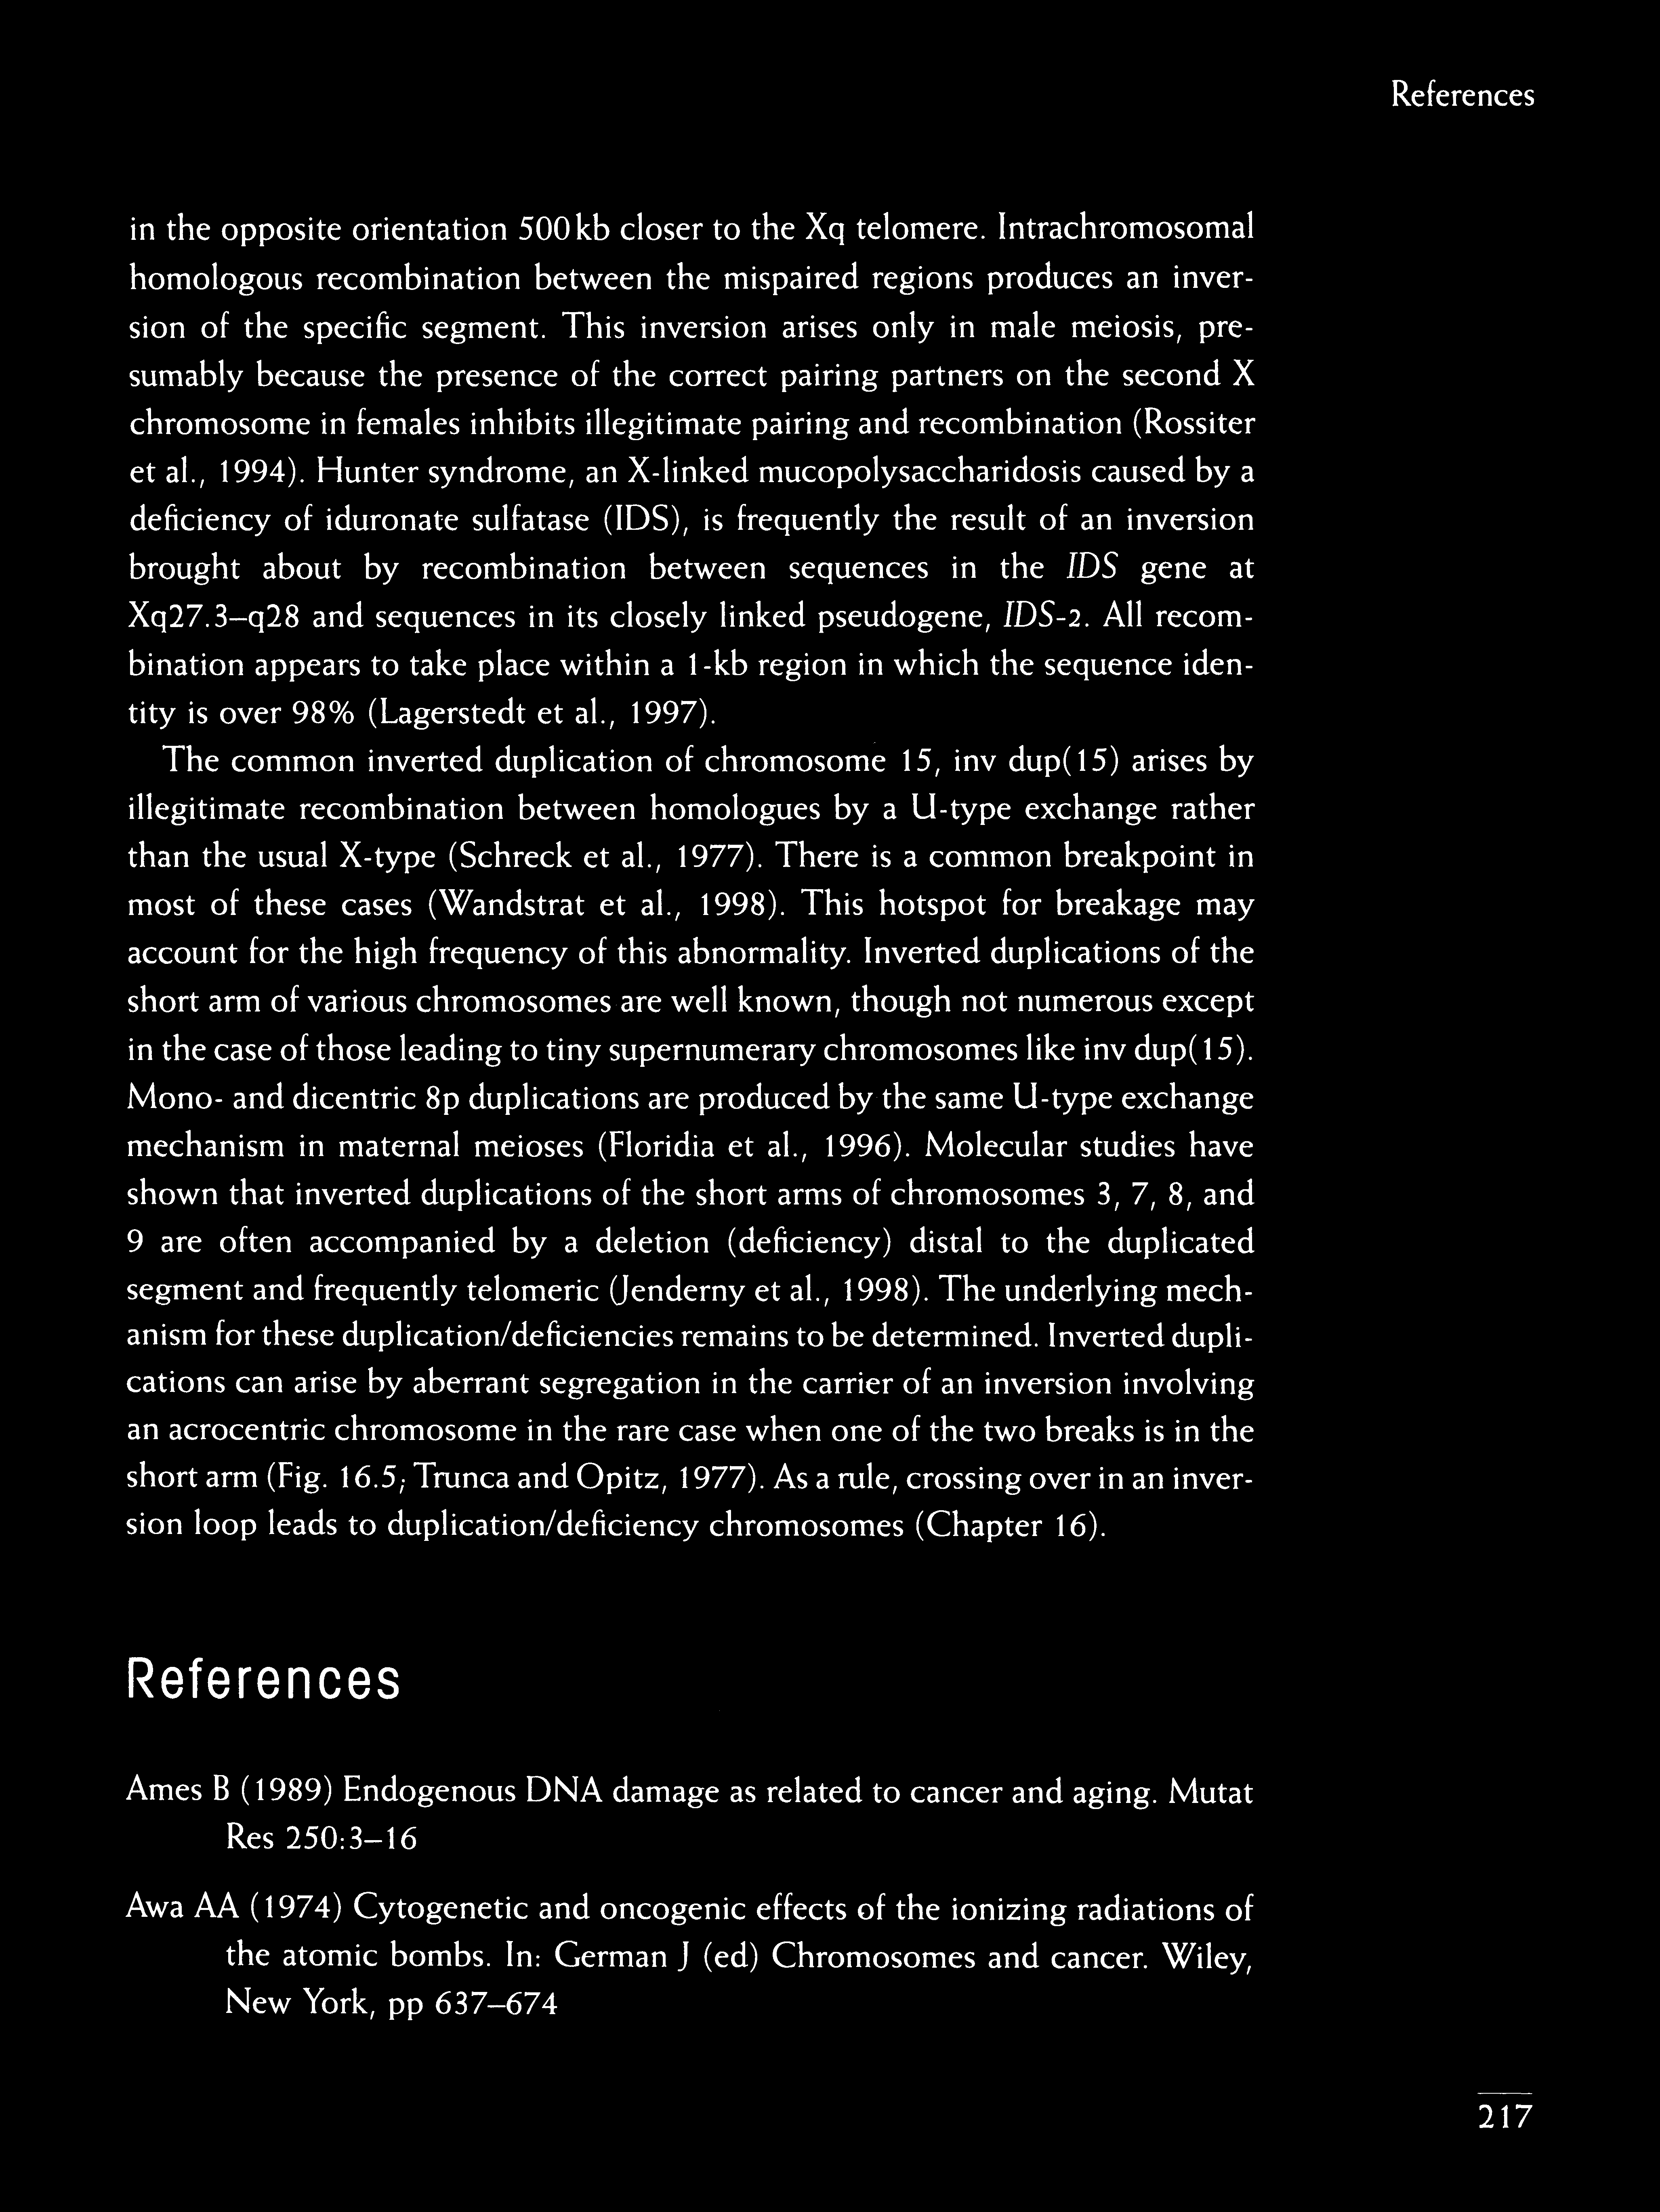 References
in the opposite orientation 500 kb closer to the Xq telomere. Intrachromosomal
homologous recombination between the mispaired regions produces an inver-
sion of the specific segment. This inversion arises only in male meiosis, pre-
sumably because the presence of the correct pairing partners on the second X
chromosome in females inhibits illegitimate pairing and recombination (Rossiter
et al., 1994). Hunter syndrome, an X-linked mucopolysaccharidosis caused by a
deficiency of iduronate sulfatase (IDS), is frequently the result of an inversion
brought about by recombination between sequences in the IDS gene at
Xq27.3–q28 and sequences in its closely linked pseudogene, IDS-2. All recom-
bination appears to take place within a 1-kb region in which the sequence iden-
tity is over 98% (Lagerstedt et al., 1997).
The common inverted duplication of chromosome 15, inv dup(15) arises by
illegitimate recombination between homologues by a U-type exchange rather
than the usual X-type (Schreck et al., 1977). There is a common breakpoint in
most of these cases (Wandstrat et al., 1998). This hotspot for breakage may
account for the high frequency of this abnormality. Inverted duplications of the
short arm of various chromosomes are well known, though not numerous except
in the case of those leading to tiny supernumerary chromosomes like inv dup(15).
Mono- and dicentric 8p duplications are produced by the same U-type exchange
mechanism in maternal meioses (Floridia et al., 1996). Molecular studies have
shown that inverted duplications of the short arms of chromosomes 3, 7, 8, and
9 are often accompanied by a deletion (deficiency) distal to the duplicated
segment and frequently telomeric (Jenderny et al., 1998). The underlying mech-
anism for these duplication/deficiencies remains to be determined. Inverted dupli-
cations can arise by aberrant segregation in the carrier of an inversion involving
an acrocentric chromosome in the rare case when one of the two breaks is in the
short arm (Fig. 16.5; Trunca and Opitz, 1977). As a rule, crossing over in an inver-
sion loop leads to duplication/deficiency chromosomes (Chapter 16).
References
Ames B (1989) Endogenous DNA damage as related to cancer and aging. Mutat
Res 250:3–16
Awa AA (1974) Cytogenetic and oncogenic effects of the ionizing radiations of
the atomic bombs. In: German J (ed) Chromosomes and cancer. Wiley,
New York, pp 637–674
217